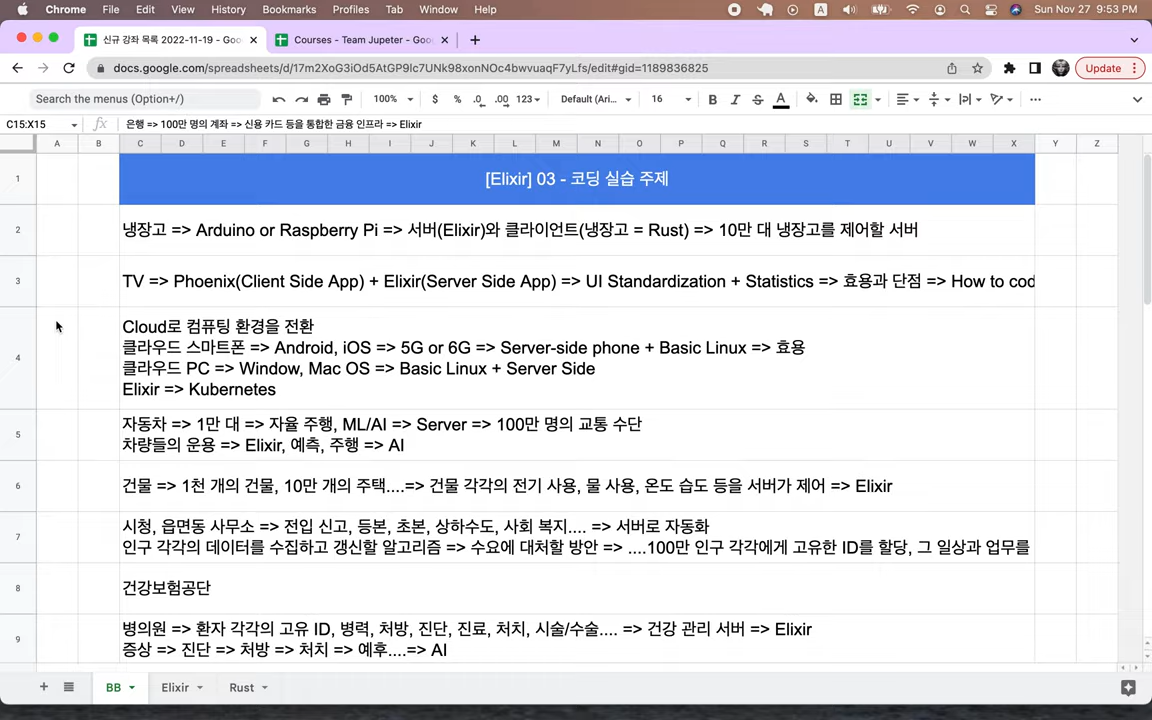 Chrome File Edit View History Bookmarks Profiles Tab Window Help A Sun Nov 27 9:53 PM
신규 강좌 목록 2022-11-19 - Goo
Courses - Team Jupeter - Goo
docs.google.com/spreadsheets/d/17m2XoG3iOd5AtGP9lc7UNk98xonNOc4bwvuaqF7yLfs/edit#gid=1189836825
Update
Search the menus (Option+/)
100% $ % .0 .00 123 Default (Ari... 16 B I S A
C15:X15 fx 은행 => 100만 명의 계좌 => 신용 카드 등을 통합한 금융 인프라 => Elixir
A B C D E F G H I J K L M N O P Q R S T U V W X Y Z
1 [Elixir] 03 - 코딩 실습 주제
2 냉장고 => Arduino or Raspberry Pi => 서버(Elixir)와 클라이언트(냉장고 = Rust) => 10만 대 냉장고를 제어할 서버
3 TV => Phoenix(Client Side App) + Elixir(Server Side App) => UI Standardization + Statistics => 효용과 단점 => How to cod
Cloud로 컴퓨팅 환경을 전환
클라우드 스마트폰 => Android, iOS => 5G or 6G => Server-side phone + Basic Linux => 효용
4
클라우드 PC => Window, Mac OS => Basic Linux + Server Side
Elixir => Kubernetes
자동차 => 1만 대 => 자율 주행, ML/AI => Server => 100만 명의 교통 수단
5
차량들의 운용 => Elixir, 예측, 주행 => AI
6 건물 => 1천 개의 건물, 10만 개의 주택....=> 건물 각각의 전기 사용, 물 사용, 온도 습도 등을 서버가 제어 => Elixir
시청, 읍면동 사무소 => 전입 신고, 등본, 초본, 상하수도, 사회 복지.... => 서버로 자동화
7
인구 각각의 데이터를 수집하고 갱신할 알고리즘 => 수요에 대처할 방안 => ....100만 인구 각각에게 고유한 ID를 할당, 그 일상과 업무를
8 건강보험공단
병의원 => 환자 각각의 고유 ID, 병력, 처방, 진단, 진료, 처치, 시술/수술.... => 건강 관리 서버 => Elixir
9
증상 => 진단 => 처방 => 처치 => 예후....=> AI
BB Elixir Rust